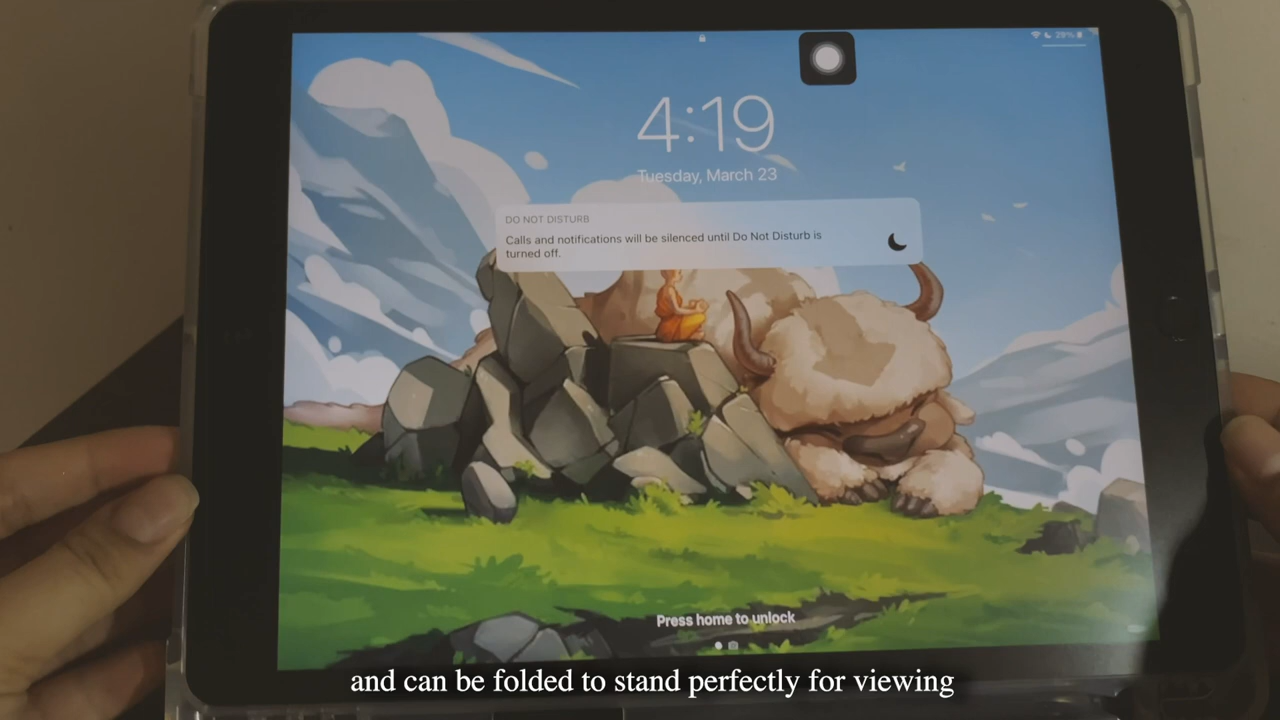 29%
4:19
Tuesday, March 23
DO NOT DISTURB
Calls and notifications will be silenced until Do Not Disturb is
turned off.
Press home to unlock
and can be folded to stand perfectly for viewing